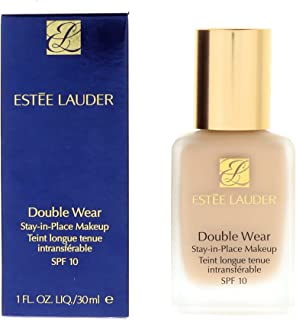 ESTĒE LAUDER
Double Wear
Stay-in-Place Makeup
Teint longue tenue
intransférable
SPF 10
1 FL. OZ. LIQ./30mle
ESTĒE LAUDER
Double Wear
Stay-in-Place Makeup
Teint longue tenue
intransférable
SPF 10